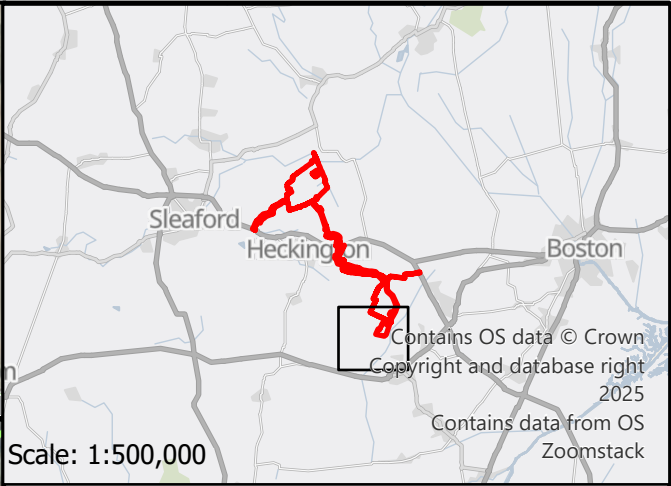 Sleaford
Heckington
Boston
m
Contains OS data © Crown
Copyright and database right
2025
Contains data from OS
Zoomstack
Scale: 1:500,000